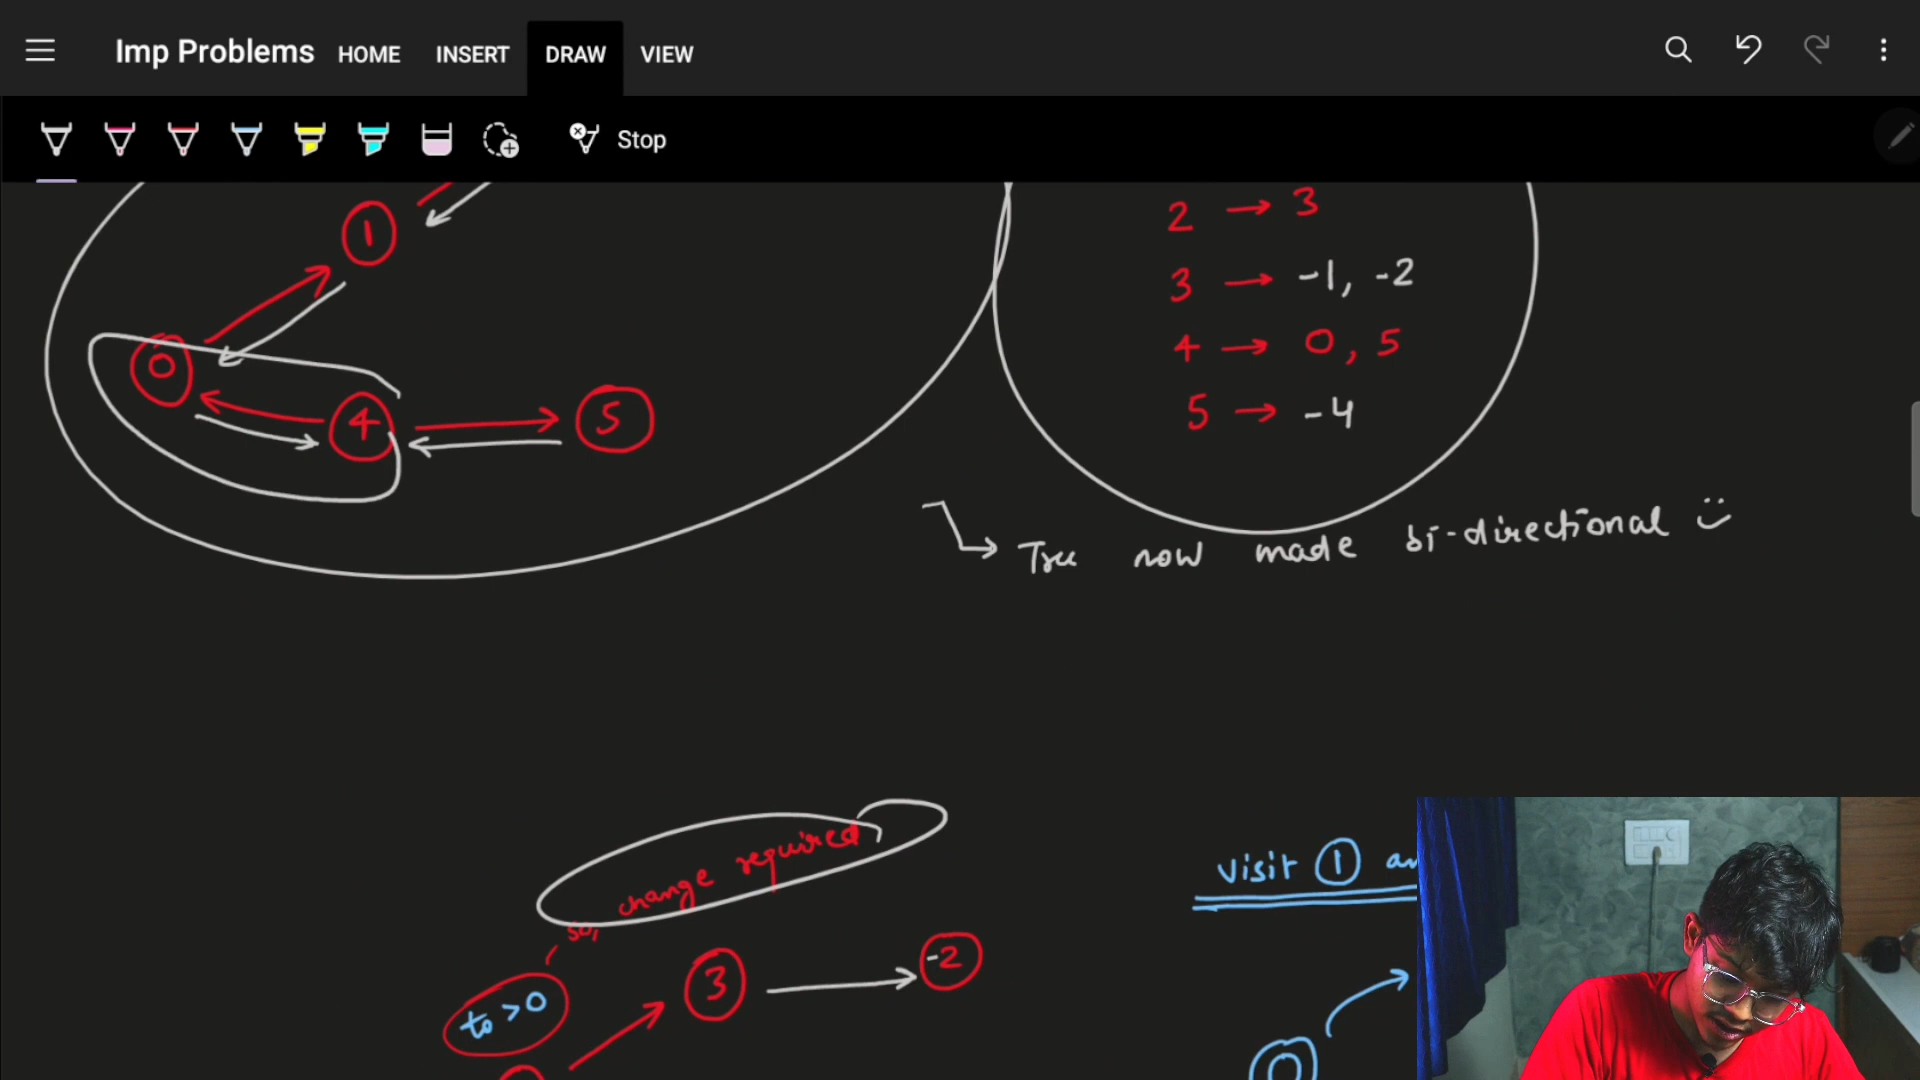 Imp Problems HOME INSERT DRAW VIEW
Stop
1
0
4
5
2 → 3
3 → -1, -2
4 → 0, 5
5 → -4
Tree now made bi-directional
change required
so,
to > 0
3
-2
visit 1
0